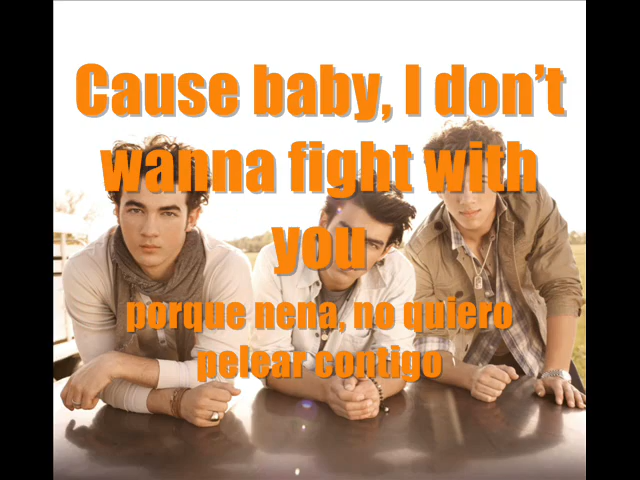 Cause baby, I don't
wanna fight with
you
porque nena, no quiero
pelear contigo